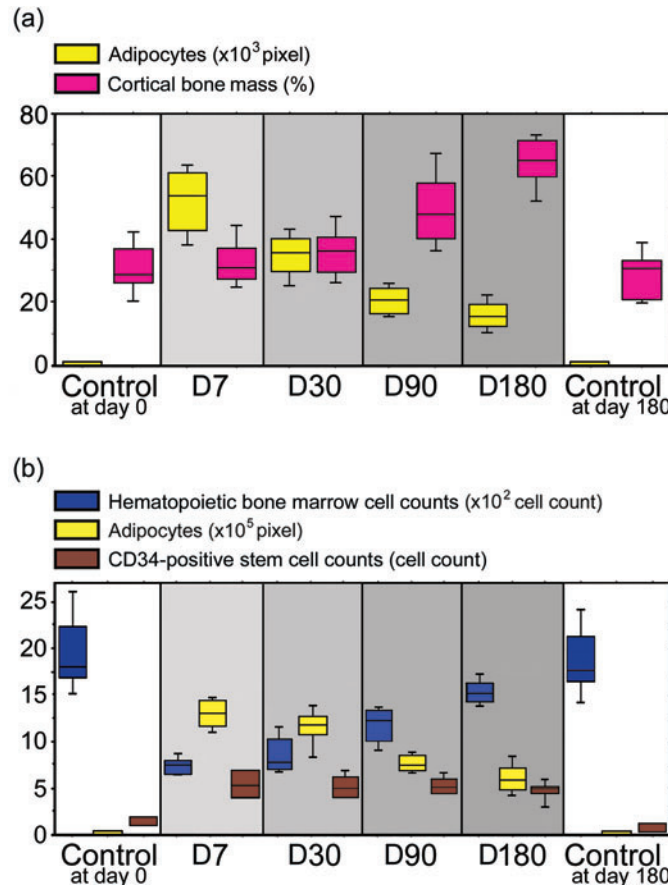 (a)
Adipocytes (x10³ pixel)
Cortical bone mass (%)
80
60
40
20
0
Control D7 D30 D90 D180 Control
at day 0 at day 180
(b)
Hematopoietic bone marrow cell counts (x10² cell count)
Adipocytes (x10⁵ pixel)
CD34-positive stem cell counts (cell count)
25
20
15
10
5
0
Control D7 D30 D90 D180 Control
at day 0 at day 180